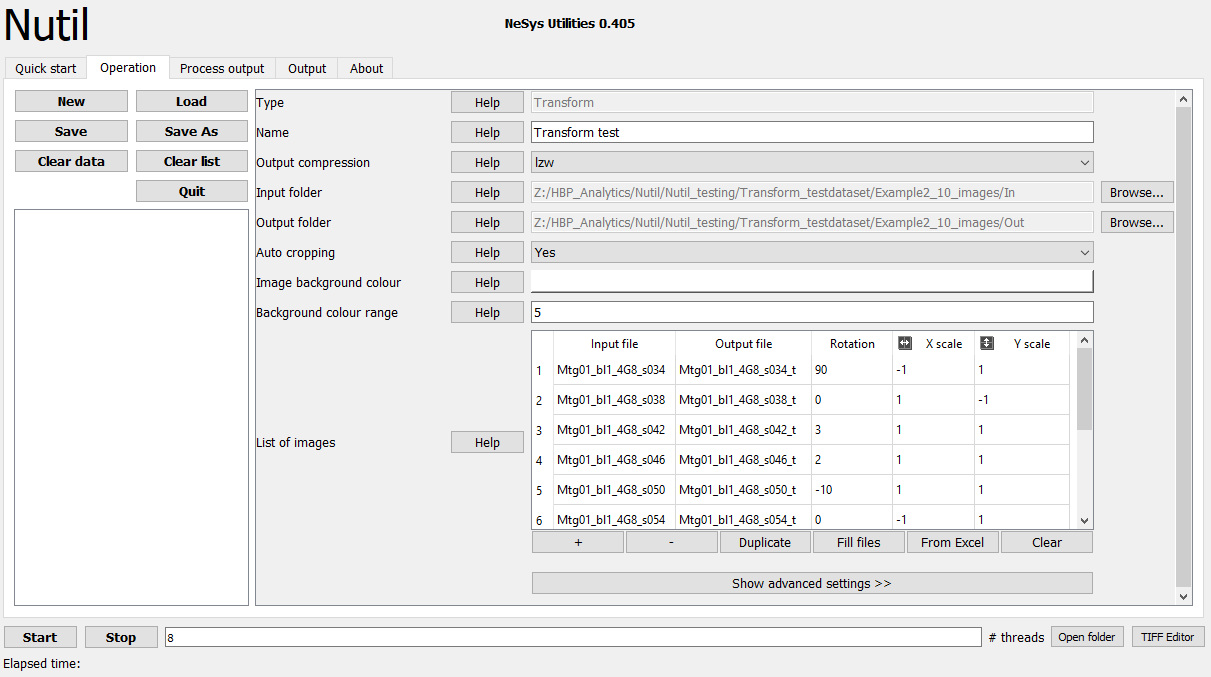 Nutil
NeSys Utilities 0.405
Quick start Operation Process output Output About
New Load
Save Save As
Clear data Clear list
Quit
Type Help Transform
Name Help Transform test
Output compression Help lzw
Input folder Help Z:/HBP_Analytics/Nutil/Nutil_testing/Transform_testdataset/Example2_10_images/In Browse...
Output folder Help Z:/HBP_Analytics/Nutil/Nutil_testing/Transform_testdataset/Example2_10_images/Out Browse...
Auto cropping Help Yes
Image background colour Help
Background colour range Help 5
List of images Help
Input file Output file Rotation X scale Y scale
1 Mtg01_bl1_4G8_s034 Mtg01_bl1_4G8_s034_t 90 -1 1
2 Mtg01_bl1_4G8_s038 Mtg01_bl1_4G8_s038_t 0 1 -1
3 Mtg01_bl1_4G8_s042 Mtg01_bl1_4G8_s042_t 3 1 1
4 Mtg01_bl1_4G8_s046 Mtg01_bl1_4G8_s046_t 2 1 1
5 Mtg01_bl1_4G8_s050 Mtg01_bl1_4G8_s050_t -10 1 1
6 Mtg01_bl1_4G8_s054 Mtg01_bl1_4G8_s054_t 0 -1 1
+ - Duplicate Fill files From Excel Clear
Show advanced settings >>
Start Stop 8 # threads Open folder TIFF Editor
Elapsed time: